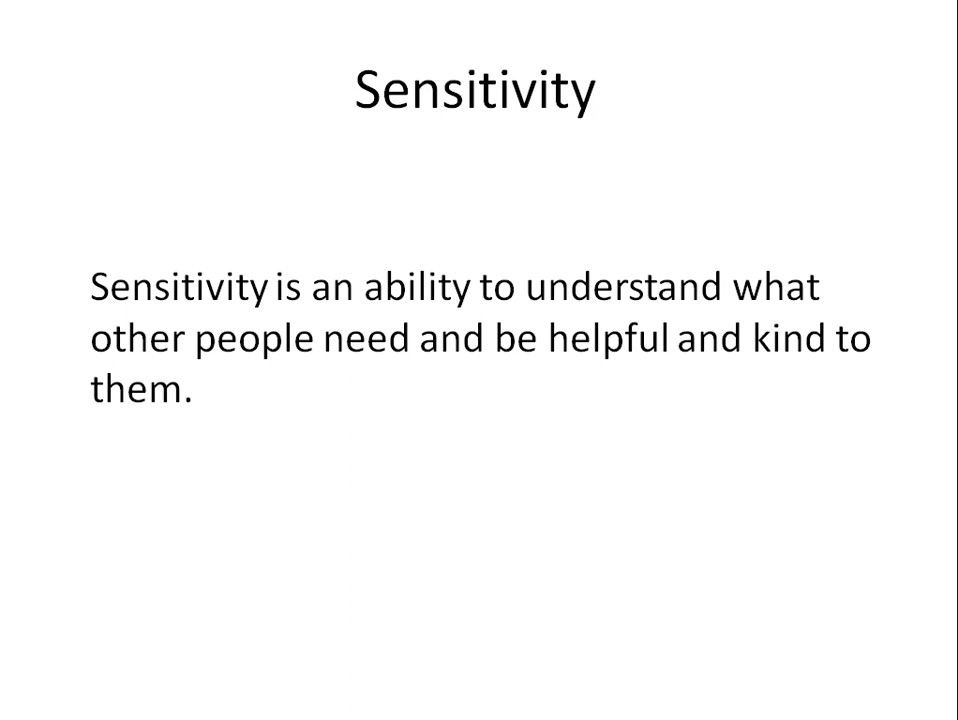 Sensitivity
Sensitivity is an ability to understand what
other people need and be helpful and kind to
them.